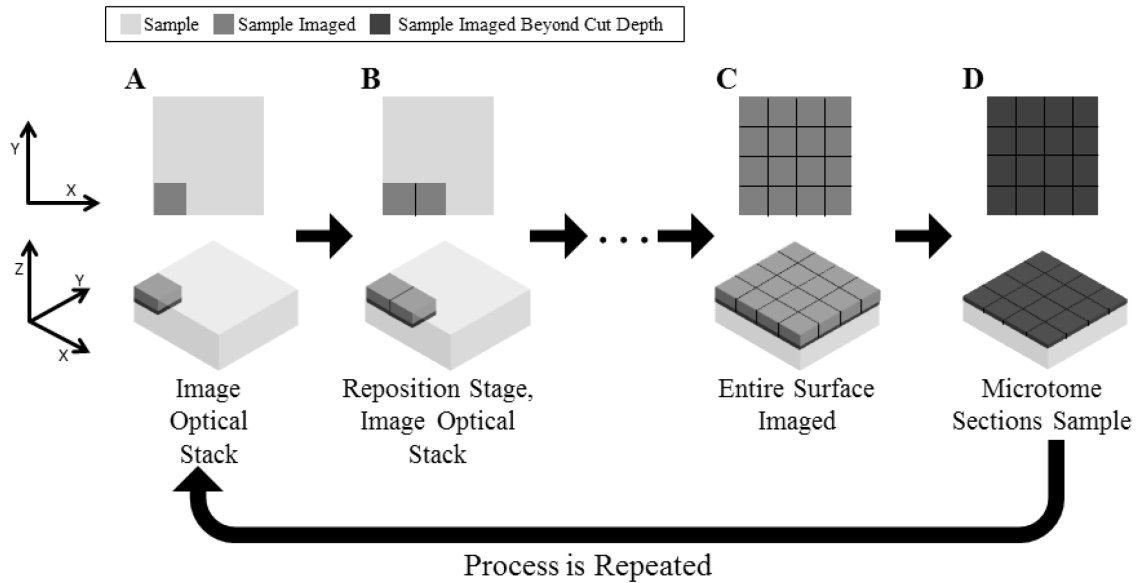 Sample Sample Imaged Sample Imaged Beyond Cut Depth
A B C D
Y
X
Z
Y
X
. . .
Image
Optical
Stack
Reposition Stage,
Image Optical
Stack
Entire Surface
Imaged
Microtome
Sections Sample
Process is Repeated